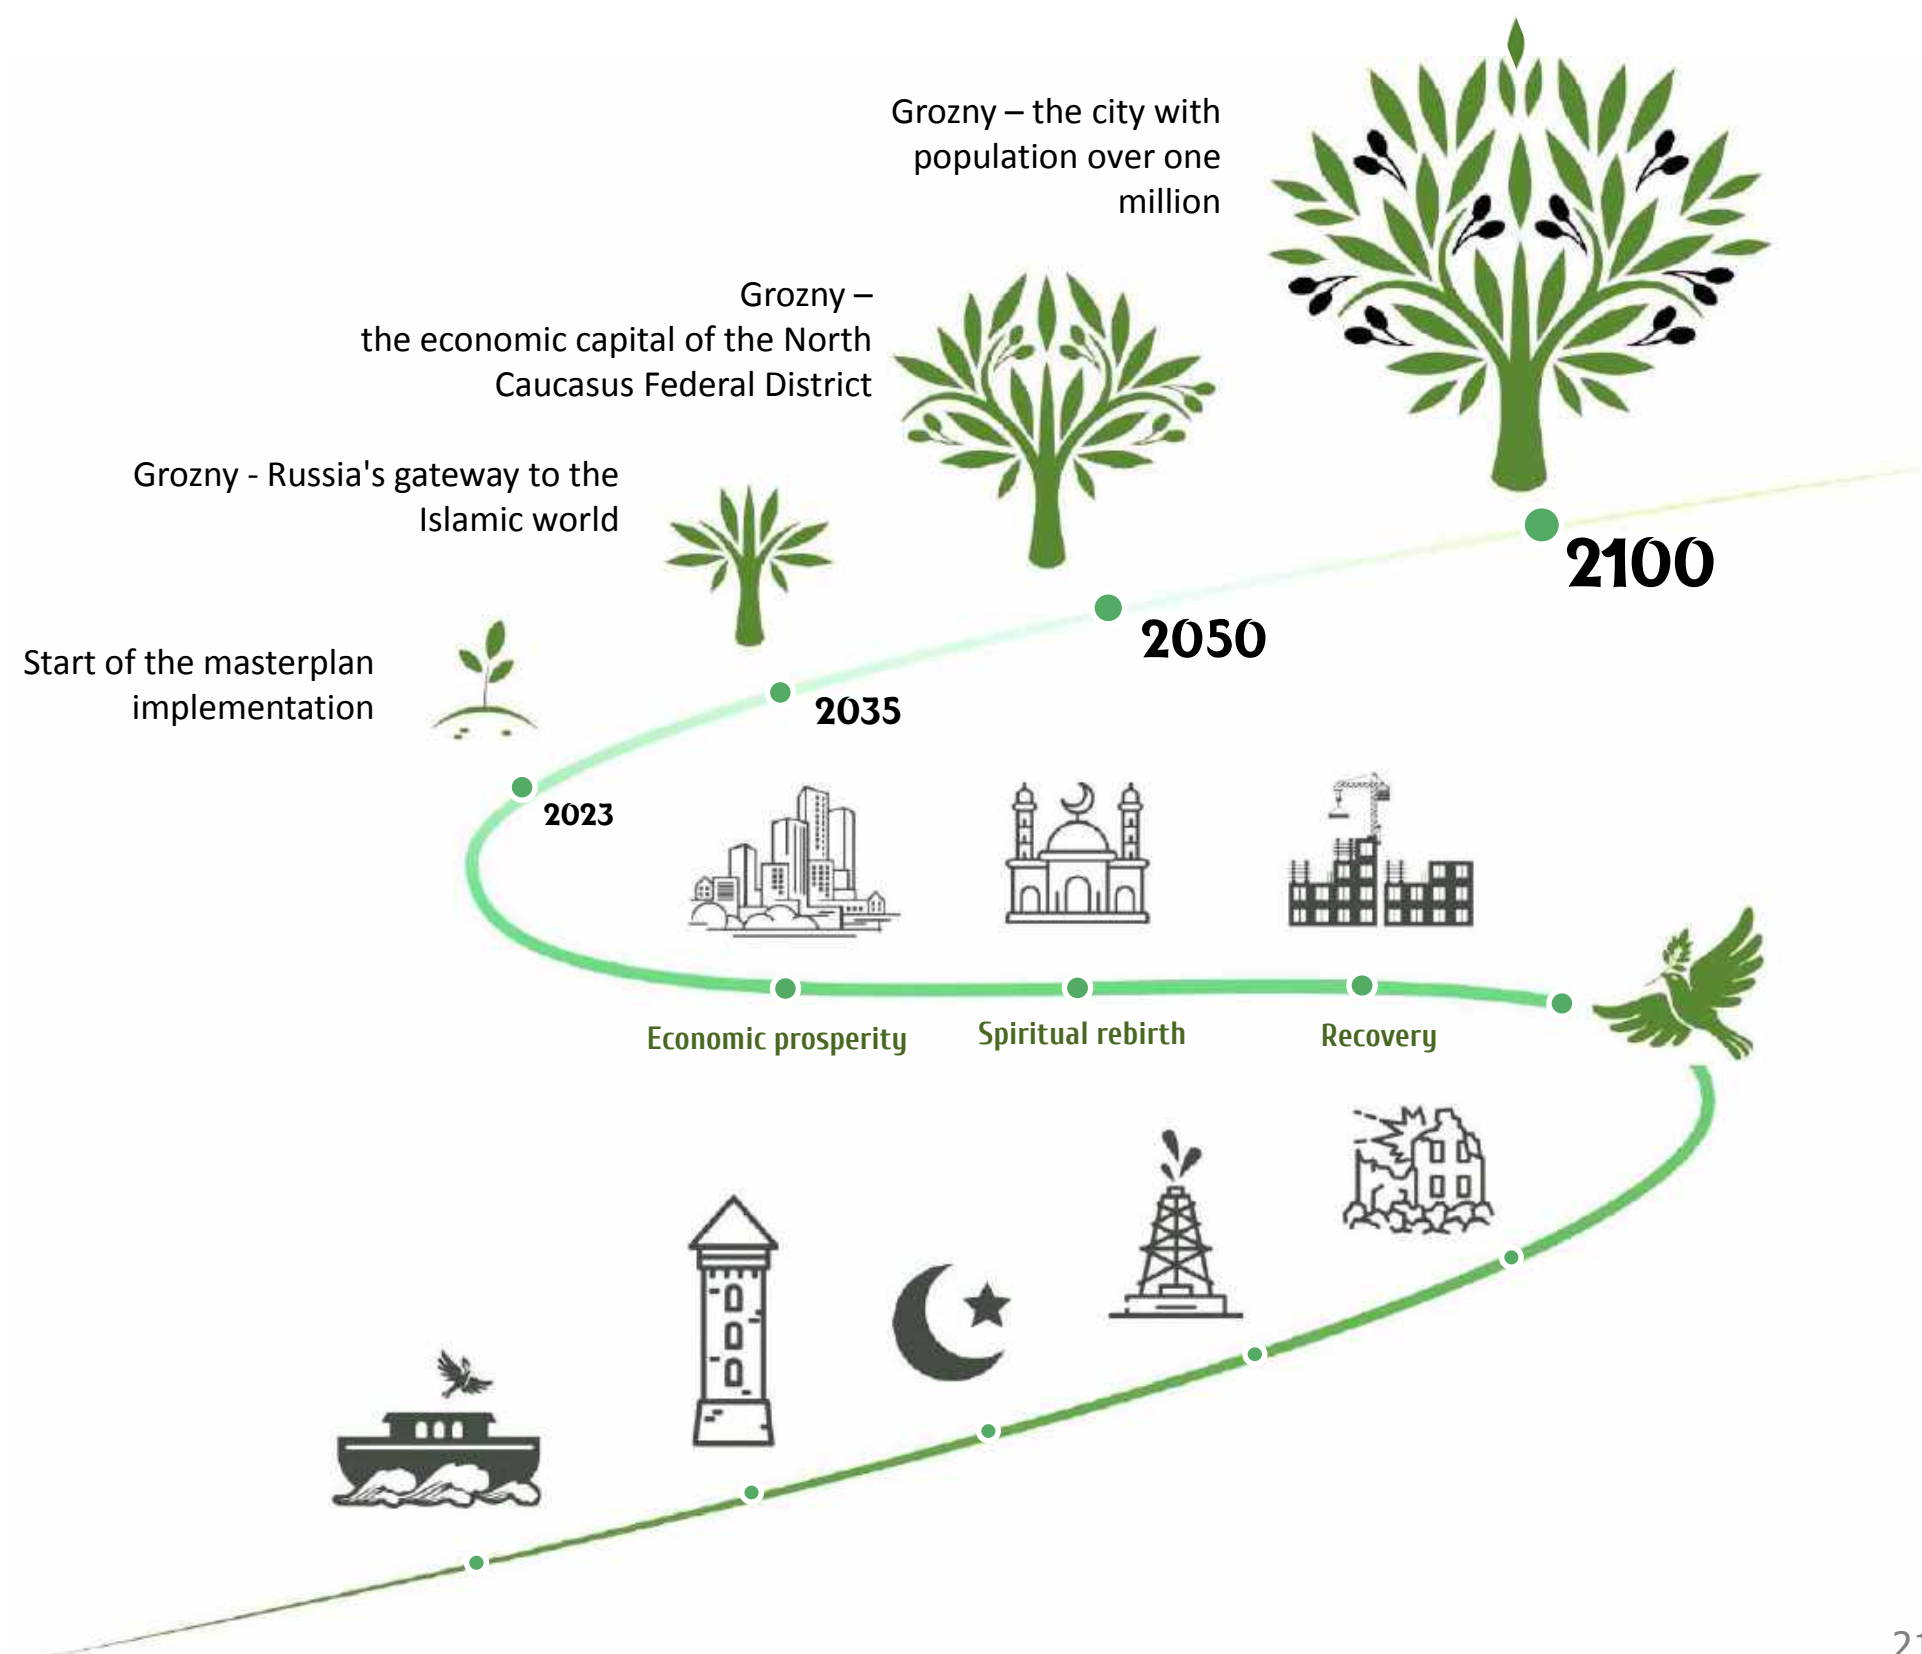 Grozny – the city with
population over one
million
Grozny –
the economic capital of the North
Caucasus Federal District
Grozny - Russia's gateway to the
Islamic world
Start of the masterplan
implementation
2100
2050
2035
2023
Economic prosperity
Spiritual rebirth
Recovery
21